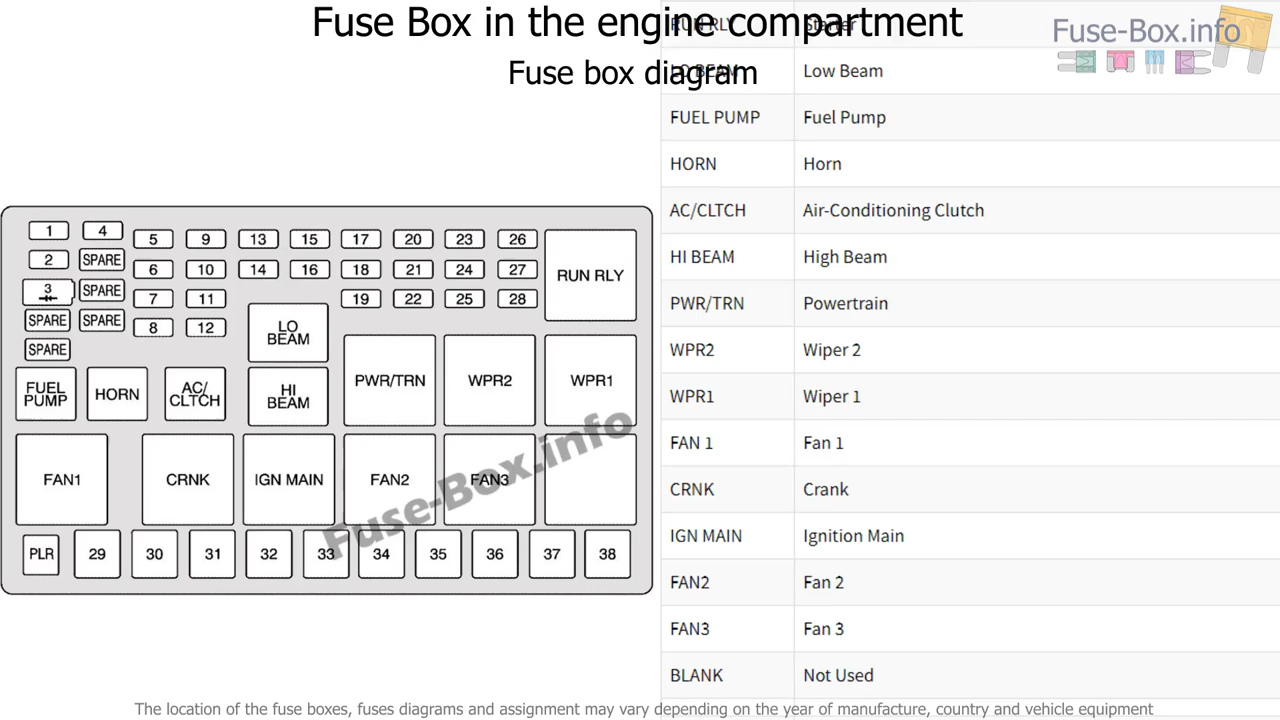 Fuse Box in the engine compartment
Fuse box diagram
Fuse-Box.info
RUN RLY Starter
LO BEAM Low Beam
FUEL PUMP Fuel Pump
HORN Horn
AC/CLTCH Air-Conditioning Clutch
HI BEAM High Beam
PWR/TRN Powertrain
WPR2 Wiper 2
WPR1 Wiper 1
FAN 1 Fan 1
CRNK Crank
IGN MAIN Ignition Main
FAN2 Fan 2
FAN3 Fan 3
BLANK Not Used
1 4
5 9 13 15 17 20 23 26
2 SPARE
6 10 14 16 18 21 24 27
RUN RLY
3 SPARE
7 11 19 22 25 28
SPARE SPARE
8 12
LO
BEAM
SPARE
FUEL
PUMP
HORN
AC/
CLTCH
HI
BEAM
PWR/TRN
WPR2
WPR1
FAN1 CRNK IGN MAIN FAN2 FAN3
Fuse-Box.info
PLR 29 30 31 32 33 34 35 36 37 38
The location of the fuse boxes, fuses diagrams and assignment may vary depending on the year of manufacture, country and vehicle equipment